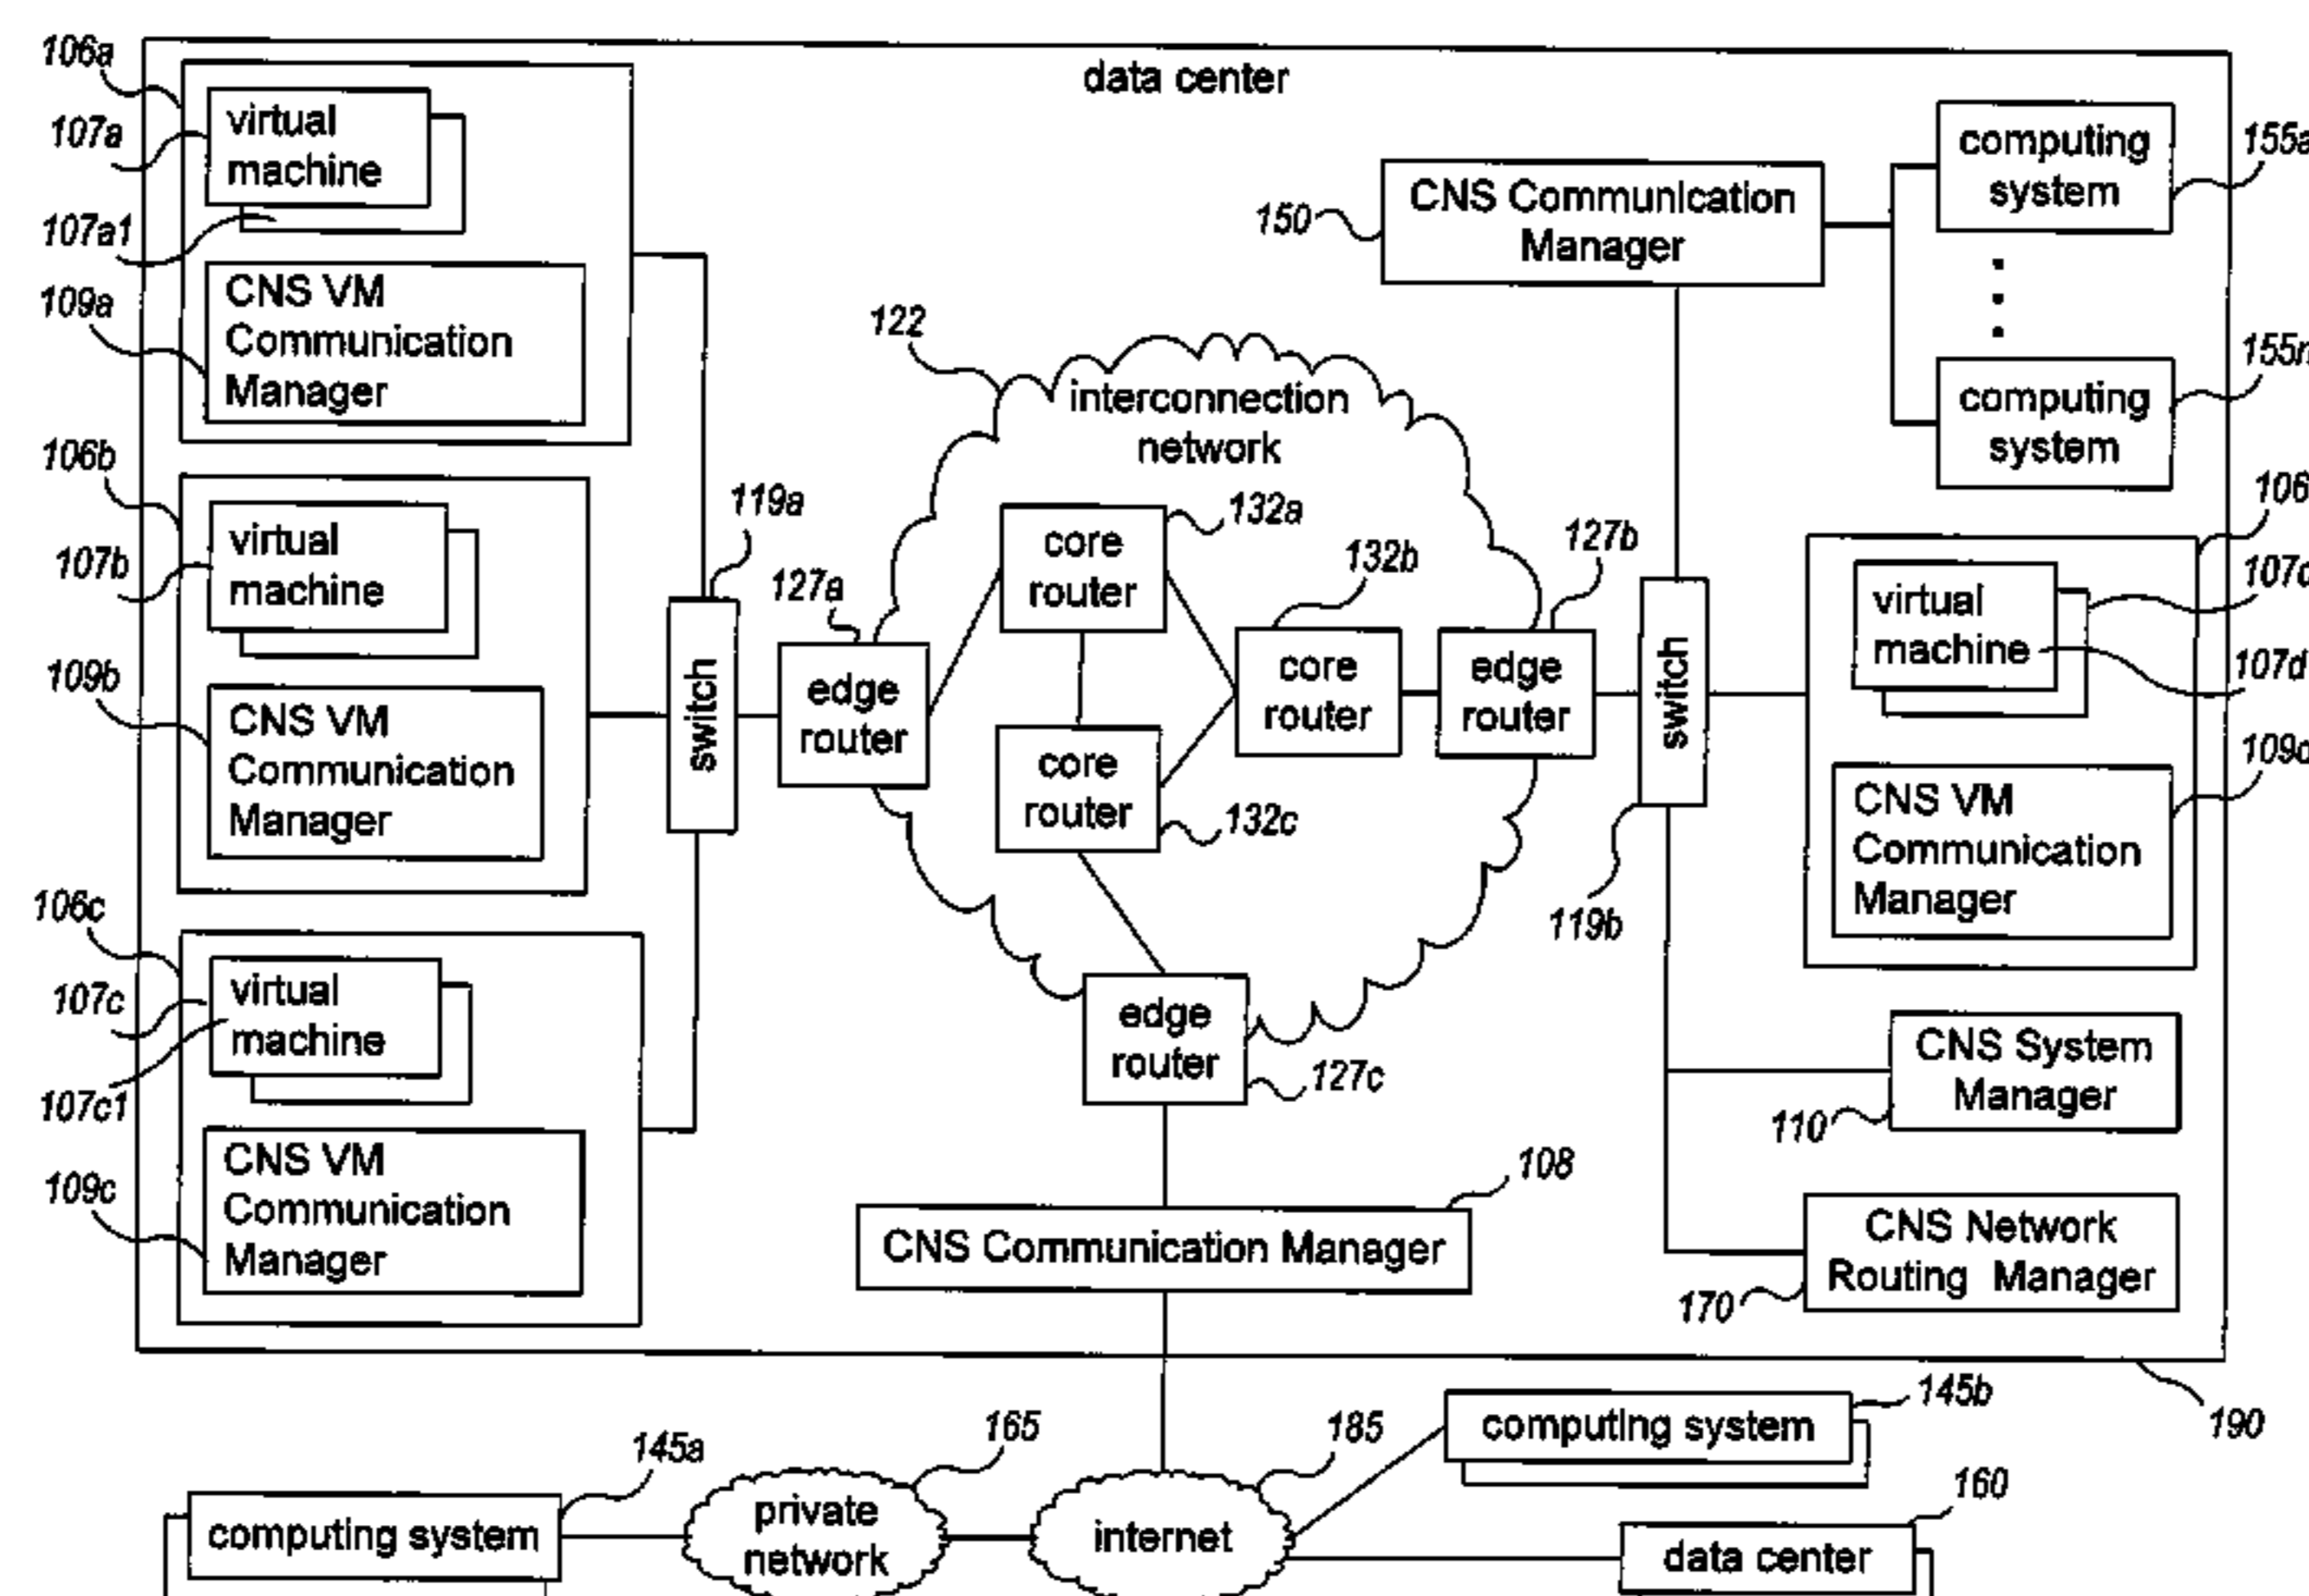 106a
data center
virtual
machine
107a
107a1
CNS VM
Communication
Manager
109a
computing
system
155a
CNS Communication
Manager
150
computing
system
122
interconnection
network
106b
virtual
machine
107b
119a
core
router
132a
132b
127b
127a
109b
CNS VM
Communication
Manager
switch
edge
router
core
router
core
router
132c
edge
router
switch
119b
106
virtual
machine
107d
CNS VM
Communication
Manager
106c
virtual
machine
107c
107c1
109c
CNS VM
Communication
Manager
edge
router
127c
CNS System
Manager
110
108
CNS Communication Manager
CNS Network
Routing Manager
170
190
145b
computing system
185
165
145a
computing system
private
network
internet
160
data center